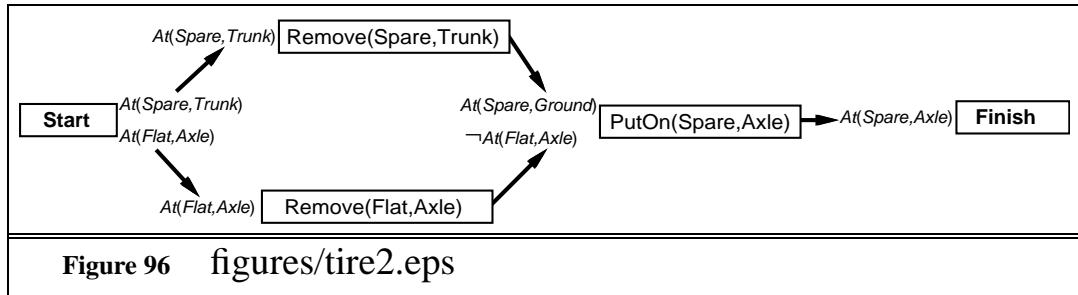 At(Spare,Trunk) Remove(Spare,Trunk)
Start At(Spare,Trunk)
At(Flat,Axle)
At(Spare,Ground)
¬At(Flat,Axle) PutOn(Spare,Axle) At(Spare,Axle) Finish
At(Flat,Axle) Remove(Flat,Axle)
Figure 96 figures/tire2.eps